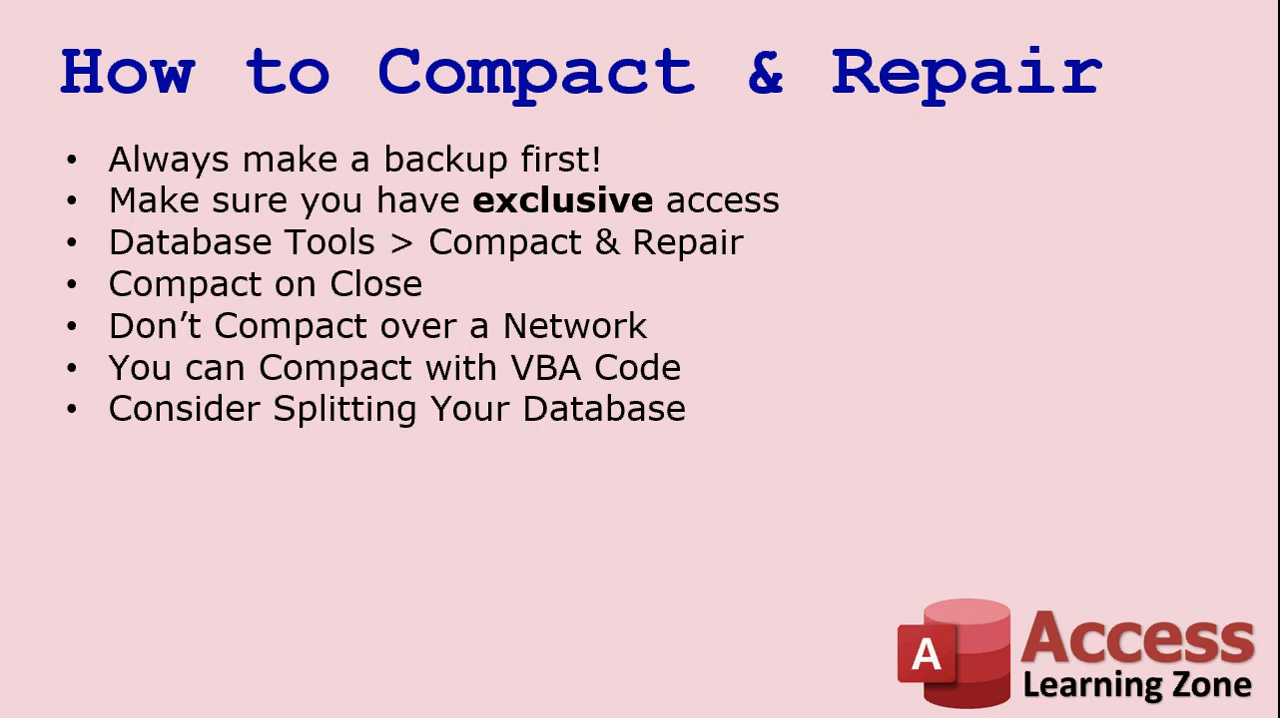 How to Compact & Repair
• Always make a backup first!
• Make sure you have exclusive access
• Database Tools > Compact & Repair
• Compact on Close
• Don’t Compact over a Network
• You can Compact with VBA Code
• Consider Splitting Your Database
A
Access
Learning Zone